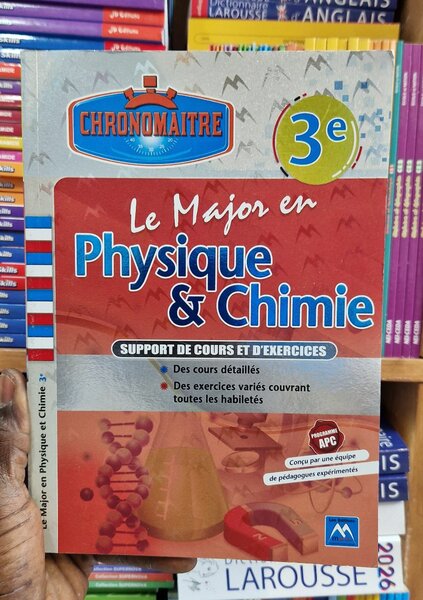 Dictionnaire
LAROUSSE
ANGLAIS
D'ANGLAIS
CHRONOMAITRE
3e
Le Major en
Physique
& Chimie
SUPPORT DE COURS ET D'EXERCICES
Des cours détaillés
Des exercices variés couvrant
toutes les habiletés
PROGRAMME
APC
Conçu par une équipe
de pédagogues expérimentés
Le Major en Physique et Chimie 3e
LAROUSSE
2026